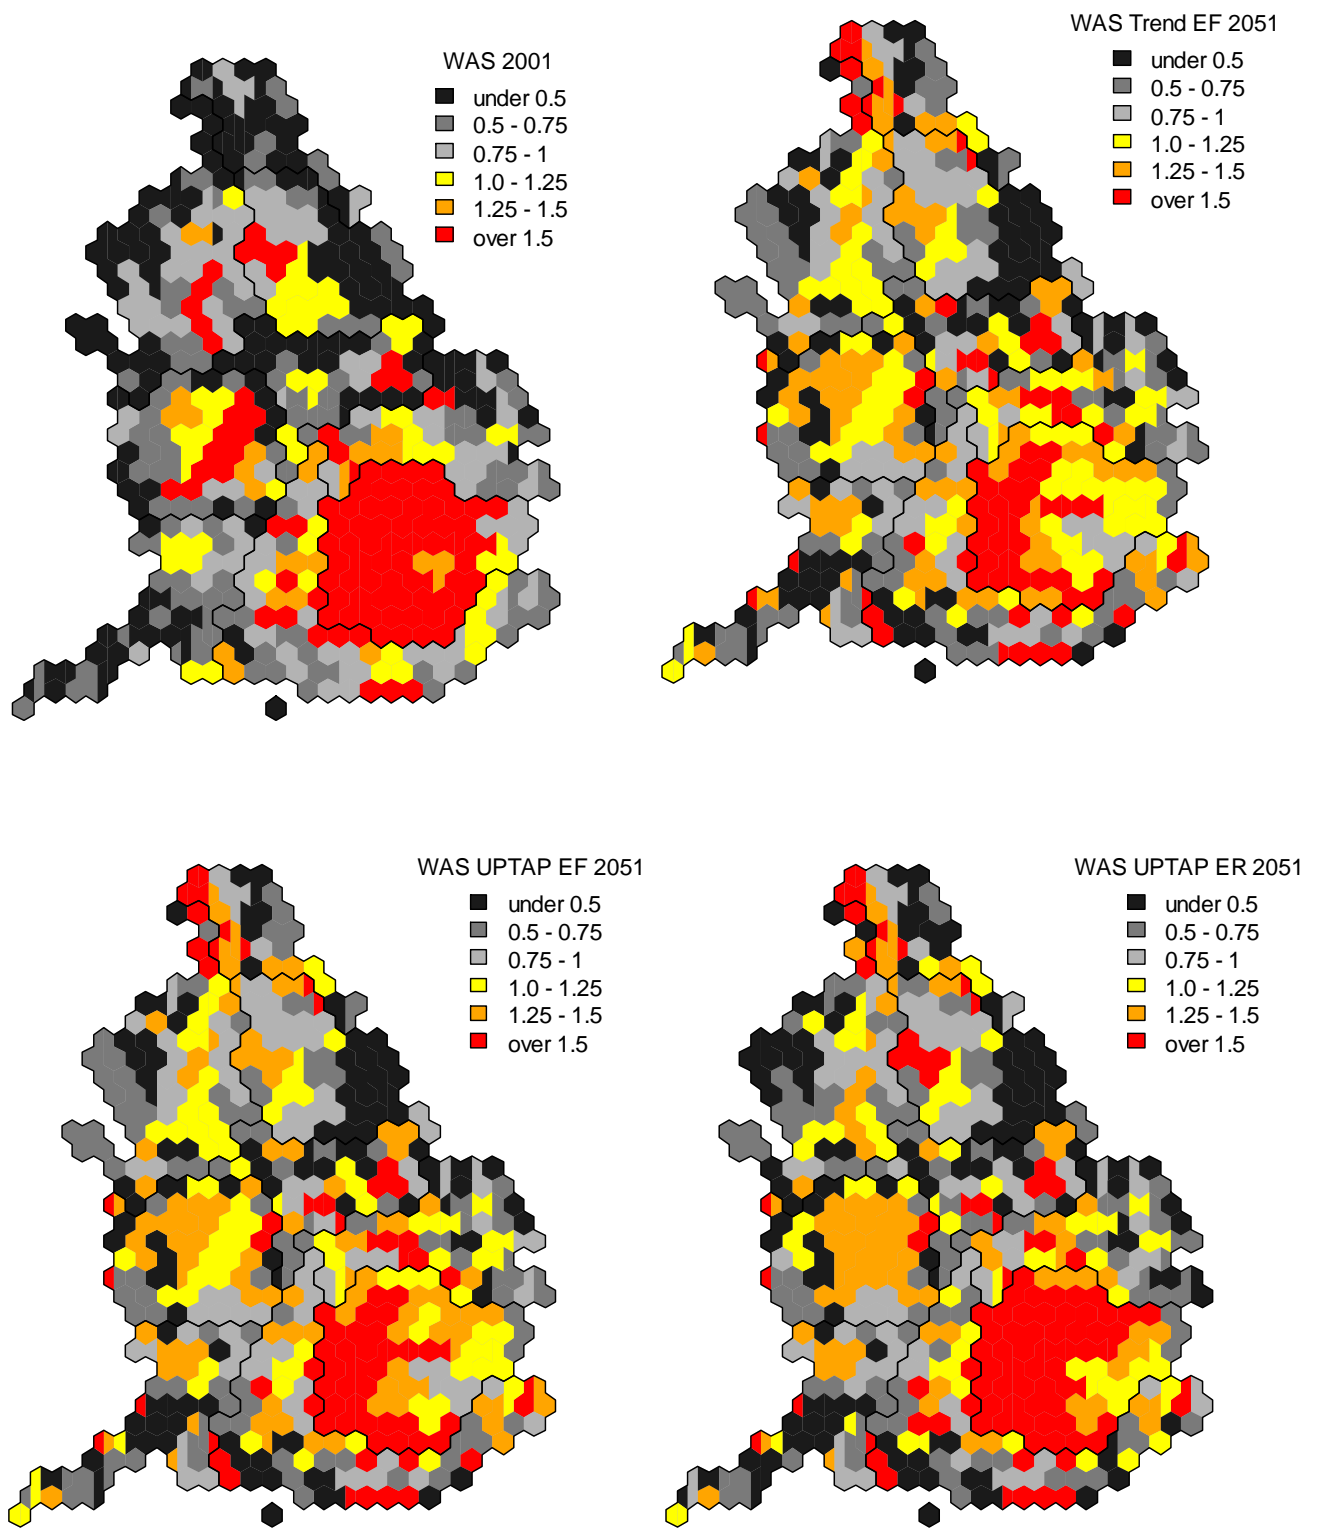 WAS 2001
under 0.5
0.5 - 0.75
0.75 - 1
1.0 - 1.25
1.25 - 1.5
over 1.5
WAS Trend EF 2051
under 0.5
0.5 - 0.75
0.75 - 1
1.0 - 1.25
1.25 - 1.5
over 1.5
WAS UPTAP EF 2051
under 0.5
0.5 - 0.75
0.75 - 1
1.0 - 1.25
1.25 - 1.5
over 1.5
WAS UPTAP ER 2051
under 0.5
0.5 - 0.75
0.75 - 1
1.0 - 1.25
1.25 - 1.5
over 1.5